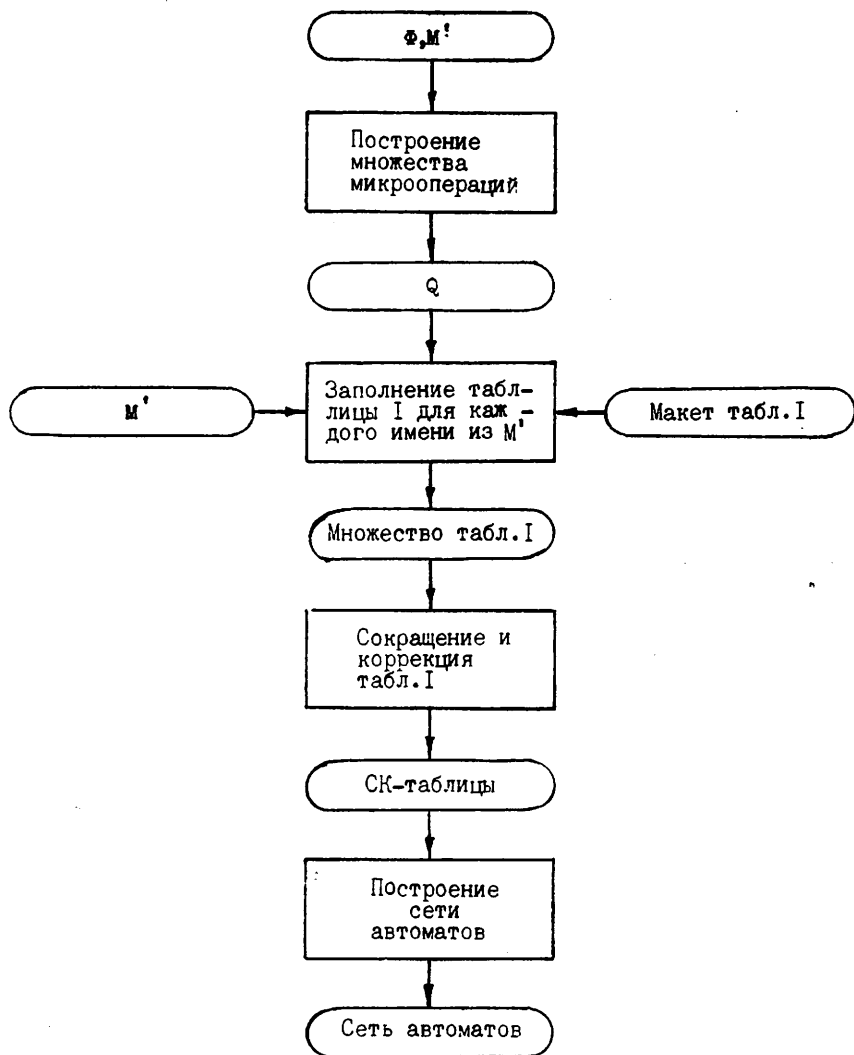 Ф,М'
Построение
множества
микроопераций
Q
М'
Заполнение таб-
лицы I для каж-
дого имени из М'
Макет табл.I
Множество табл.I
Сокращение и
коррекция
табл.I
СК-таблицы
Построение
сети
автоматов
Сеть автоматов